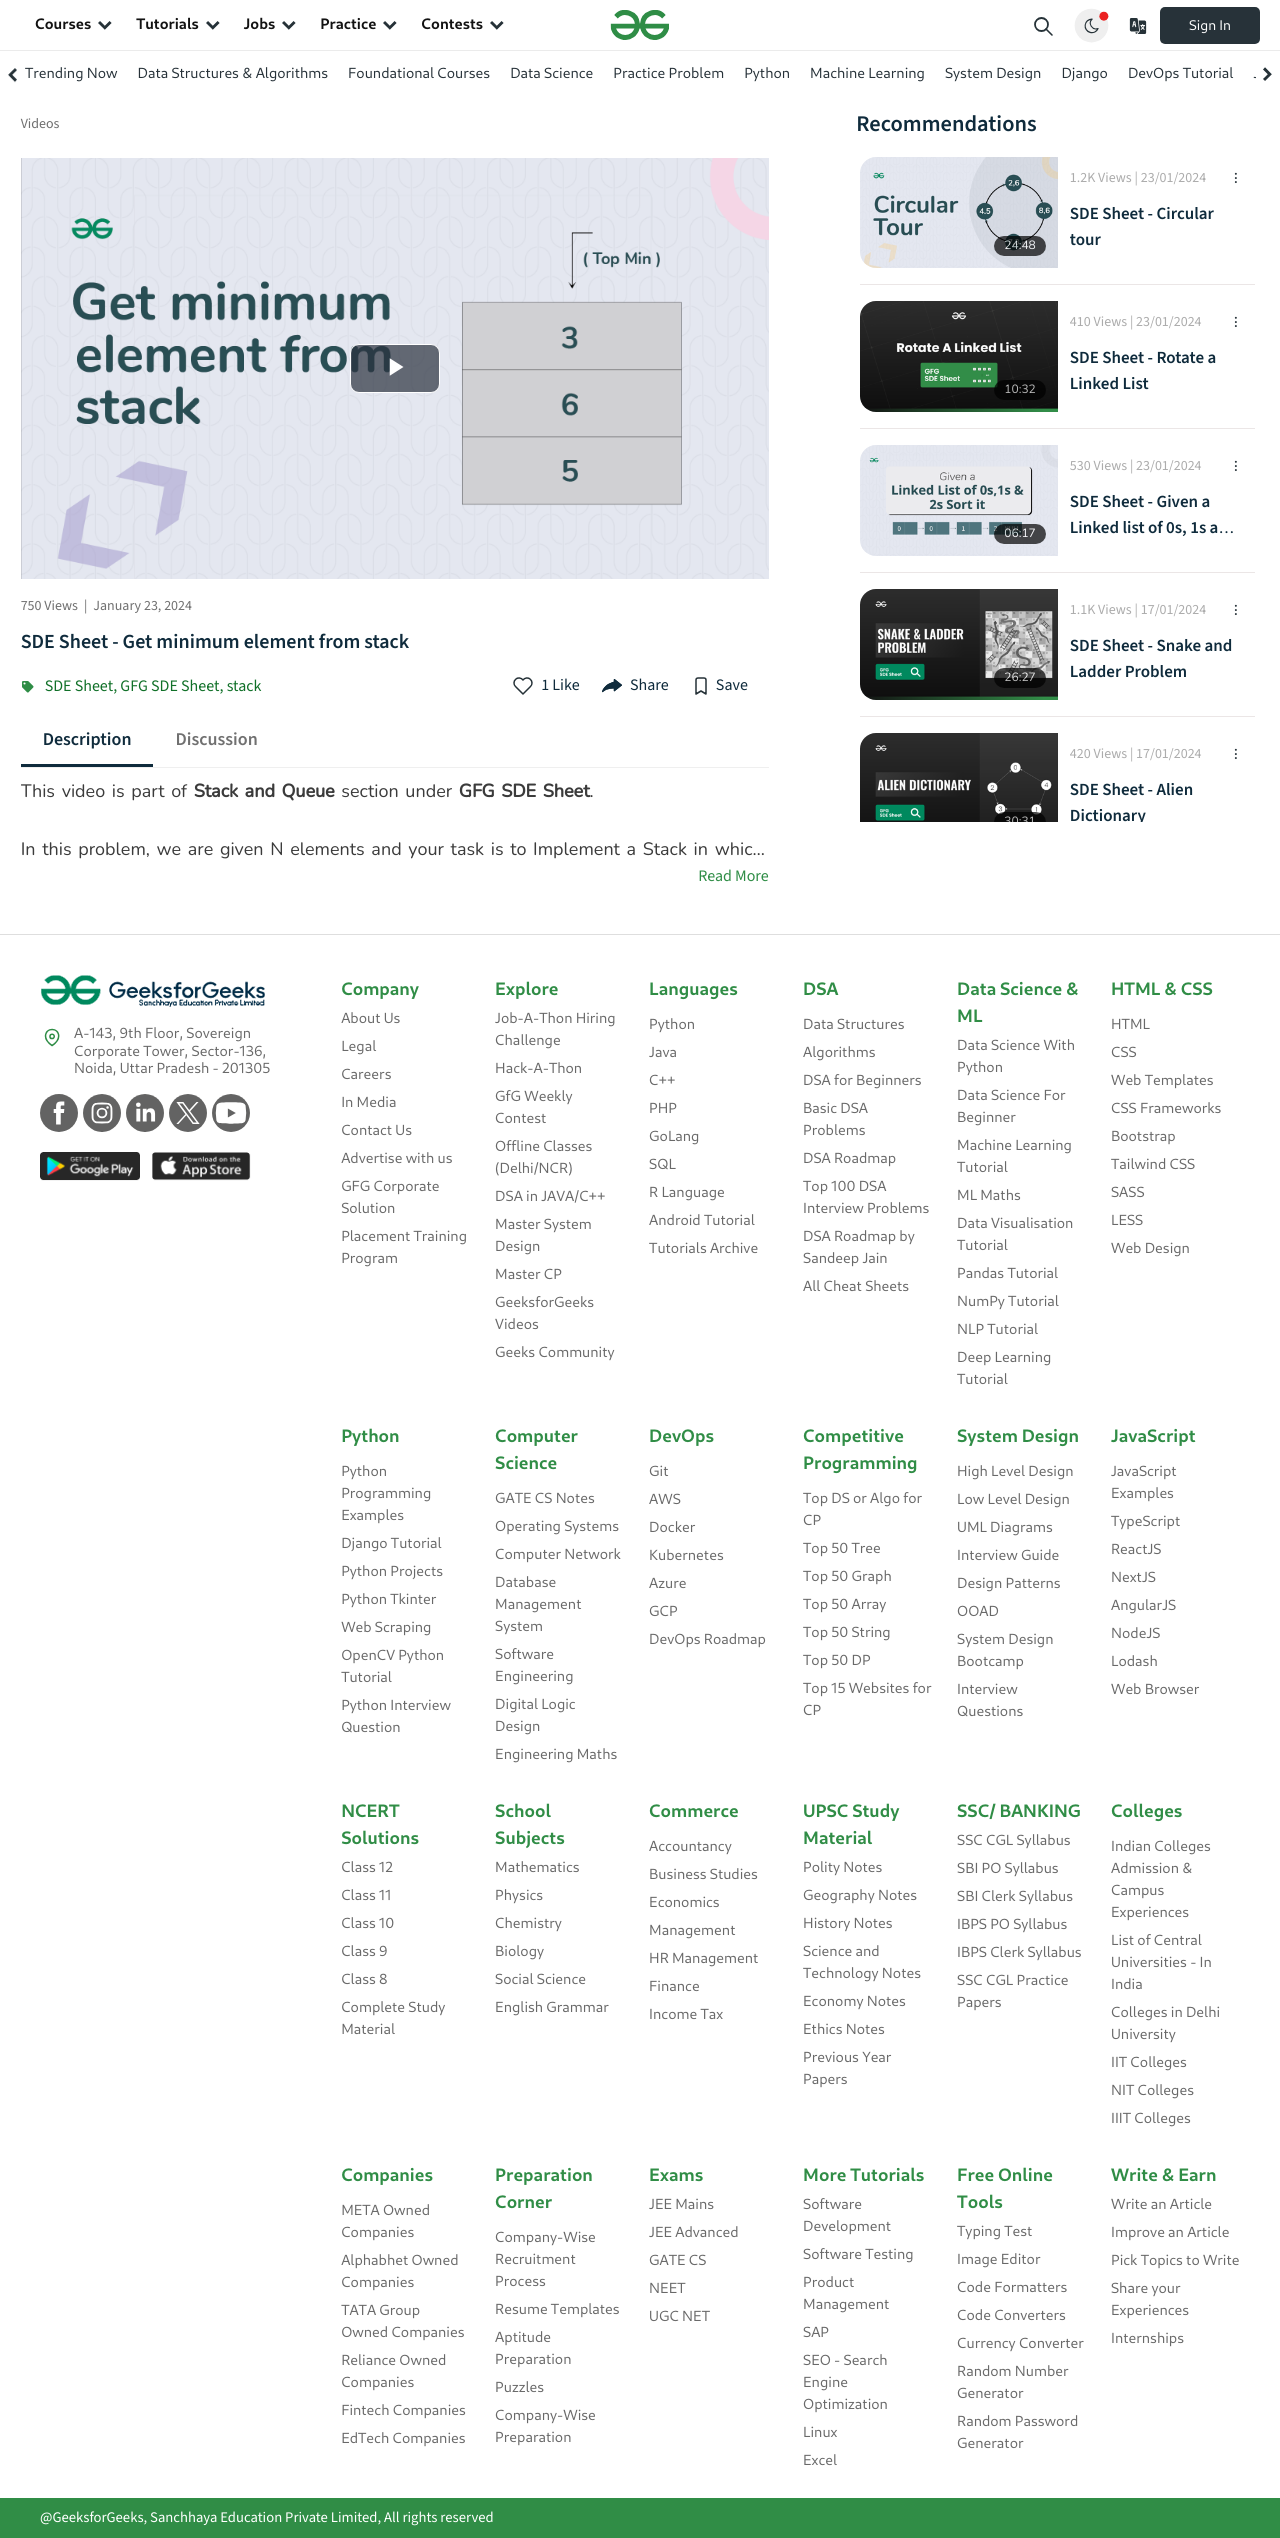 Courses Tutorials Jobs Practice Contests Sign In
Trending Now Data Structures & Algorithms Foundational Courses Data Science Practice Problem Python Machine Learning System Design Django DevOps Tutorial
Videos
Get minimum
element from
stack
( Top Min )
3
6
5
750 Views | January 23, 2024
SDE Sheet - Get minimum element from stack
SDE Sheet, GFG SDE Sheet, stack
1 Like Share Save
Description Discussion
This video is part of Stack and Queue section under GFG SDE Sheet.
In this problem, we are given N elements and your task is to Implement a Stack in whic...
Read More
Recommendations
Circular
Tour
2,6
4,5
8,6
24:48
1.2K Views | 23/01/2024
SDE Sheet - Circular
tour
Rotate A Linked List
GFG
SDE Sheet
10:32
410 Views | 23/01/2024
SDE Sheet - Rotate a
Linked List
Given a
Linked List of 0s,1s &
2s Sort it
0 0 1
06:17
530 Views | 23/01/2024
SDE Sheet - Given a
Linked list of 0s, 1s a...
SNAKE & LADDER
PROBLEM
GFG
SDE Sheet
26:27
1.1K Views | 17/01/2024
SDE Sheet - Snake and
Ladder Problem
ALIEN DICTIONARY
GFG
SDE Sheet
0
2 4
3 1
30:31
420 Views | 17/01/2024
SDE Sheet - Alien
Dictionary
GeeksforGeeks
Sanchhaya Education Private Limited
A-143, 9th Floor, Sovereign
Corporate Tower, Sector-136,
Noida, Uttar Pradesh - 201305
GET IT ON
Google Play
Download on the
App Store
Company
About Us
Legal
Careers
In Media
Contact Us
Advertise with us
GFG Corporate
Solution
Placement Training
Program
Explore
Job-A-Thon Hiring
Challenge
Hack-A-Thon
GfG Weekly
Contest
Offline Classes
(Delhi/NCR)
DSA in JAVA/C++
Master System
Design
Master CP
GeeksforGeeks
Videos
Geeks Community
Languages
Python
Java
C++
PHP
GoLang
SQL
R Language
Android Tutorial
Tutorials Archive
DSA
Data Structures
Algorithms
DSA for Beginners
Basic DSA
Problems
DSA Roadmap
Top 100 DSA
Interview Problems
DSA Roadmap by
Sandeep Jain
All Cheat Sheets
Data Science &
ML
Data Science With
Python
Data Science For
Beginner
Machine Learning
Tutorial
ML Maths
Data Visualisation
Tutorial
Pandas Tutorial
NumPy Tutorial
NLP Tutorial
Deep Learning
Tutorial
HTML & CSS
HTML
CSS
Web Templates
CSS Frameworks
Bootstrap
Tailwind CSS
SASS
LESS
Web Design
Python
Python
Programming
Examples
Django Tutorial
Python Projects
Python Tkinter
Web Scraping
OpenCV Python
Tutorial
Python Interview
Question
Computer
Science
GATE CS Notes
Operating Systems
Computer Network
Database
Management
System
Software
Engineering
Digital Logic
Design
Engineering Maths
DevOps
Git
AWS
Docker
Kubernetes
Azure
GCP
DevOps Roadmap
Competitive
Programming
Top DS or Algo for
CP
Top 50 Tree
Top 50 Graph
Top 50 Array
Top 50 String
Top 50 DP
Top 15 Websites for
CP
System Design
High Level Design
Low Level Design
UML Diagrams
Interview Guide
Design Patterns
OOAD
System Design
Bootcamp
Interview
Questions
JavaScript
JavaScript
Examples
TypeScript
ReactJS
NextJS
AngularJS
NodeJS
Lodash
Web Browser
NCERT
Solutions
Class 12
Class 11
Class 10
Class 9
Class 8
Complete Study
Material
School
Subjects
Mathematics
Physics
Chemistry
Biology
Social Science
English Grammar
Commerce
Accountancy
Business Studies
Economics
Management
HR Management
Finance
Income Tax
UPSC Study
Material
Polity Notes
Geography Notes
History Notes
Science and
Technology Notes
Economy Notes
Ethics Notes
Previous Year
Papers
SSC/ BANKING
SSC CGL Syllabus
SBI PO Syllabus
SBI Clerk Syllabus
IBPS PO Syllabus
IBPS Clerk Syllabus
SSC CGL Practice
Papers
Colleges
Indian Colleges
Admission &
Campus
Experiences
List of Central
Universities - In
India
Colleges in Delhi
University
IIT Colleges
NIT Colleges
IIIT Colleges
Companies
META Owned
Companies
Alphabhet Owned
Companies
TATA Group
Owned Companies
Reliance Owned
Companies
Fintech Companies
EdTech Companies
Preparation
Corner
Company-Wise
Recruitment
Process
Resume Templates
Aptitude
Preparation
Puzzles
Company-Wise
Preparation
Exams
JEE Mains
JEE Advanced
GATE CS
NEET
UGC NET
More Tutorials
Software
Development
Software Testing
Product
Management
SAP
SEO - Search
Engine
Optimization
Linux
Excel
Free Online
Tools
Typing Test
Image Editor
Code Formatters
Code Converters
Currency Converter
Random Number
Generator
Random Password
Generator
Write & Earn
Write an Article
Improve an Article
Pick Topics to Write
Share your
Experiences
Internships
@GeeksforGeeks, Sanchhaya Education Private Limited, All rights reserved